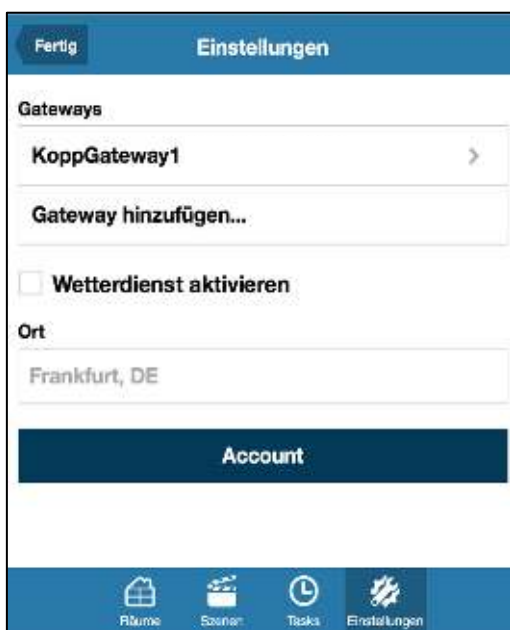 Fertig
Einstellungen
Gateways
KoppGateway1
Gateway hinzufügen...
Wetterdienst aktivieren
Ort
Frankfurt, DE
Account
Räume
Szenen
Tasks
Einstellungen